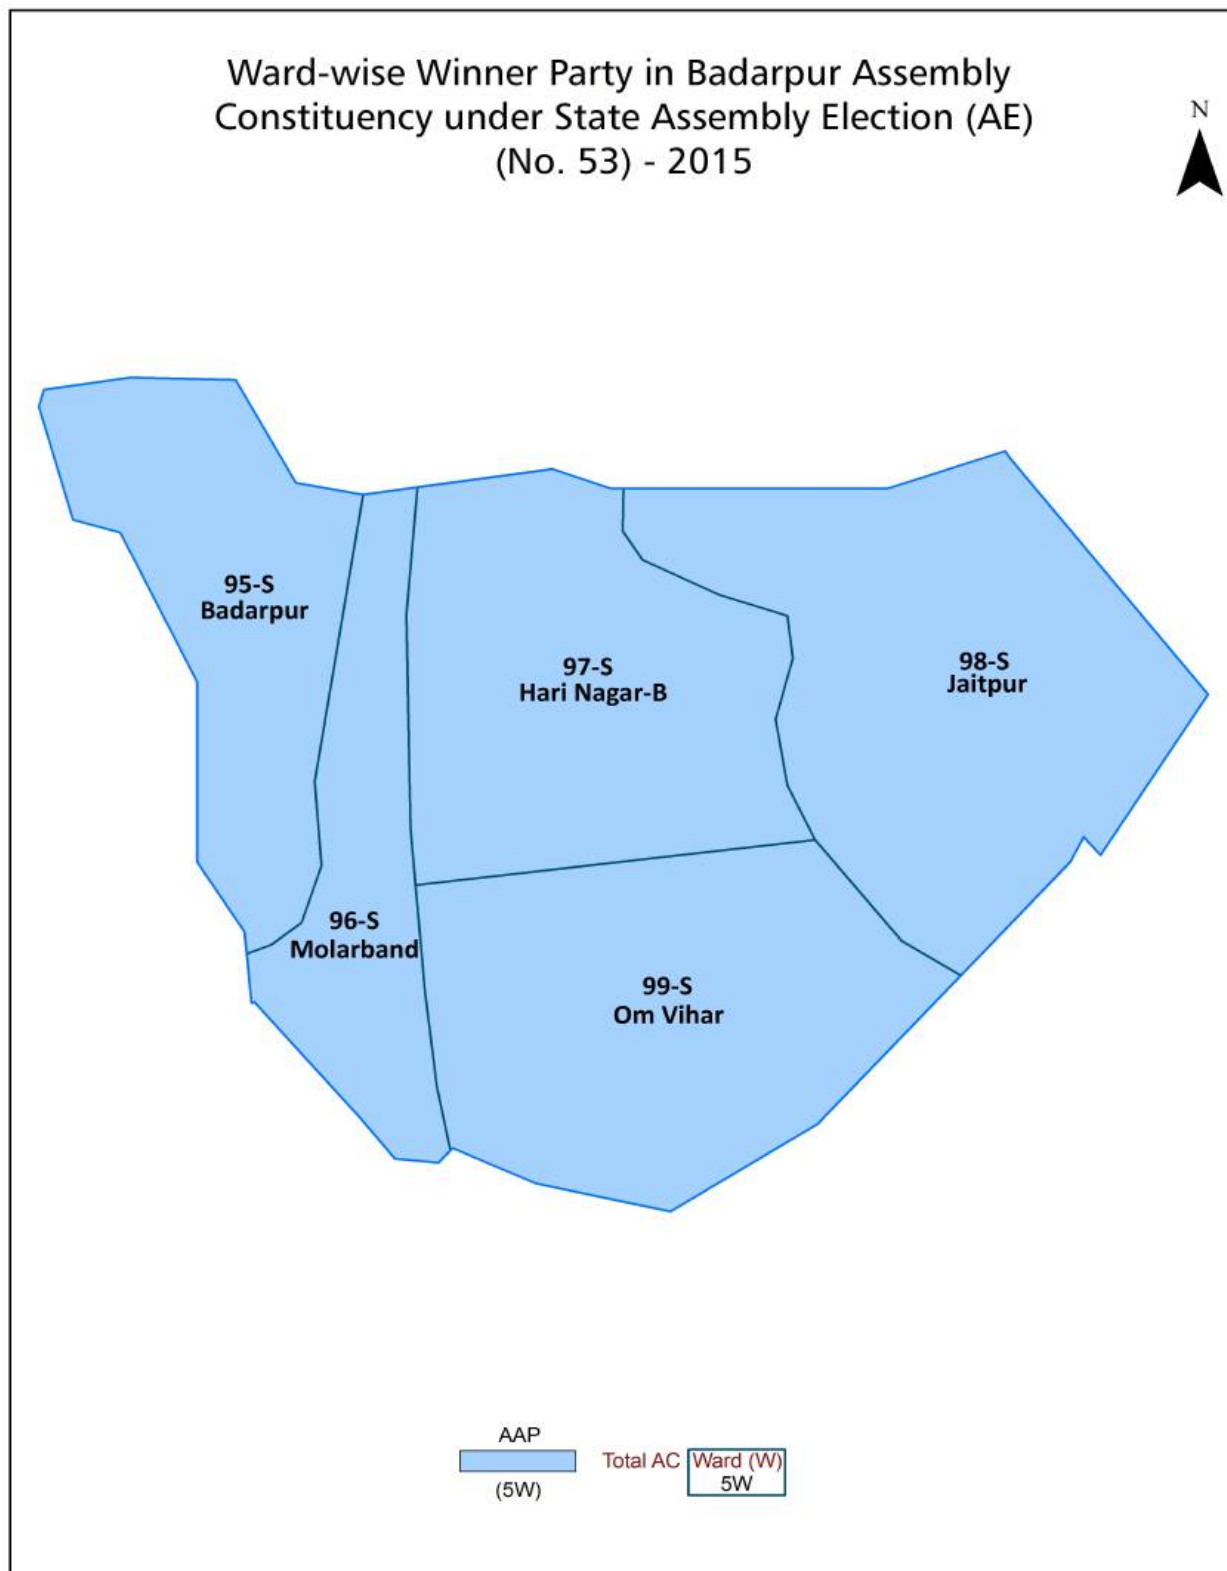 Ward-wise Winner Party in Badarpur Assembly
Constituency under State Assembly Election (AE)
(No. 53) - 2015
N
95-S
Badarpur
97-S
Hari Nagar-B
98-S
Jaitpur
96-S
Molarband
99-S
Om Vihar
AAP
(5W)
Total AC
Ward (W)
5W